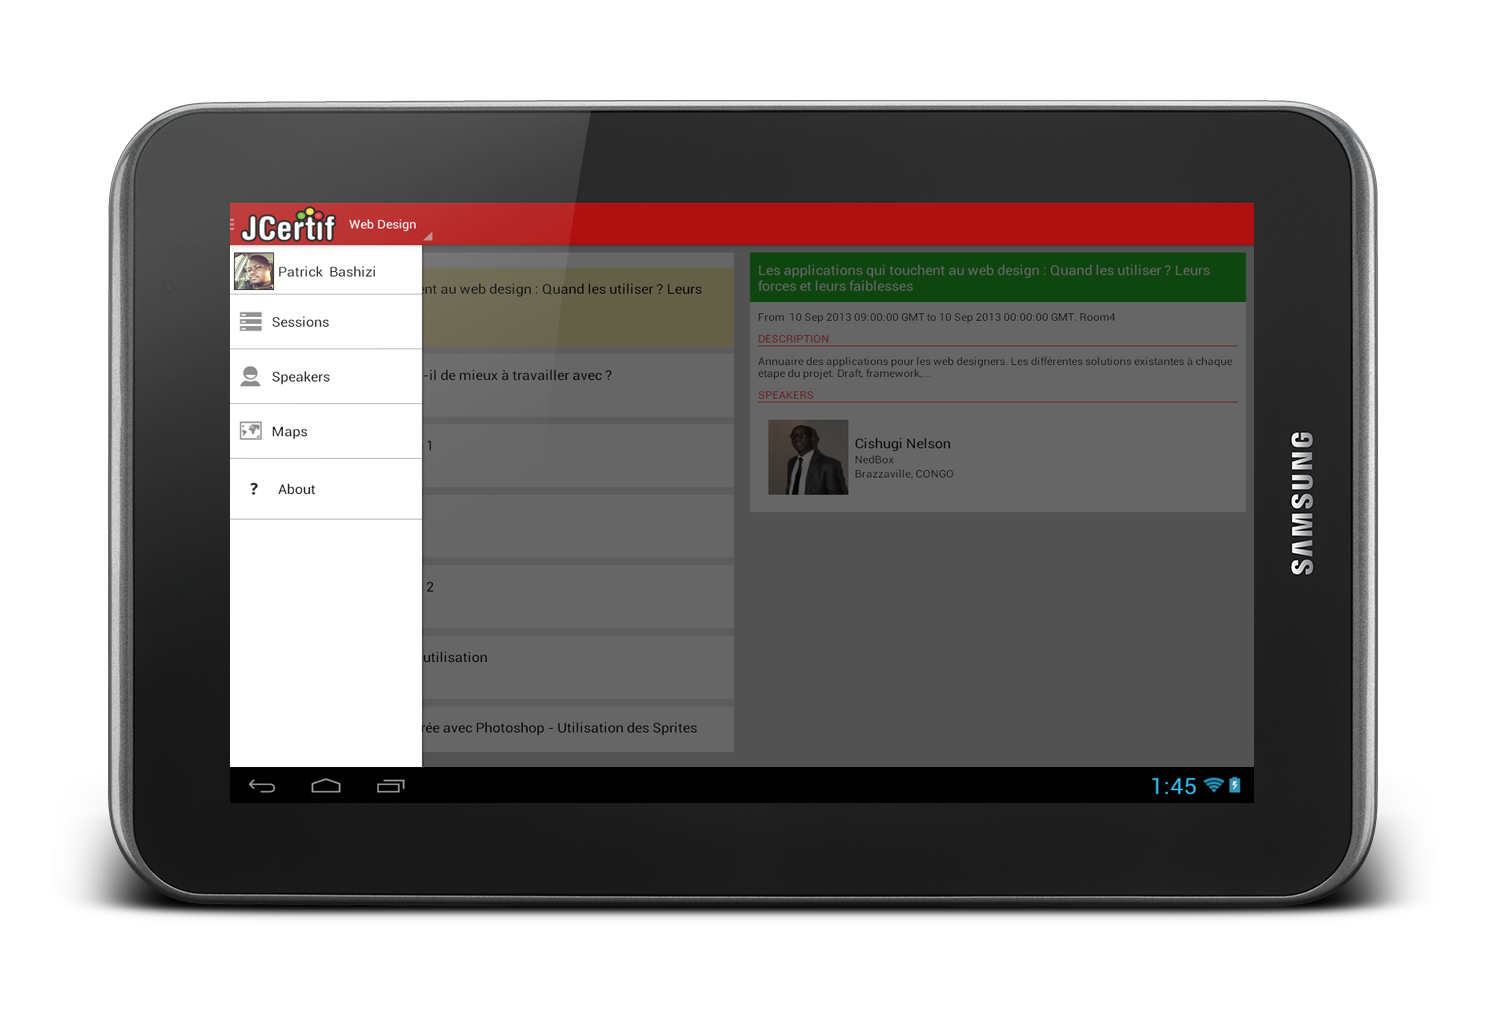 JCertif Web Design
Patrick Bashizi
Sessions
Speakers
Maps
? About
nt au web design : Quand les utiliser ? Leurs
-il de mieux à travailler avec ?
1
2
utilisation
rée avec Photoshop - Utilisation des Sprites
Les applications qui touchent au web design : Quand les utiliser ? Leurs
forces et leurs faiblesses
From 10 Sep 2013 09:00:00 GMT to 10 Sep 2013 00:00:00 GMT. Room4
DESCRIPTION
Annuaire des applications pour les web designers. Les différentes solutions existantes à chaque
étape du projet. Draft, framework,...
SPEAKERS
Cishugi Nelson
NedBox
Brazzaville, CONGO
1:45
SAMSUNG